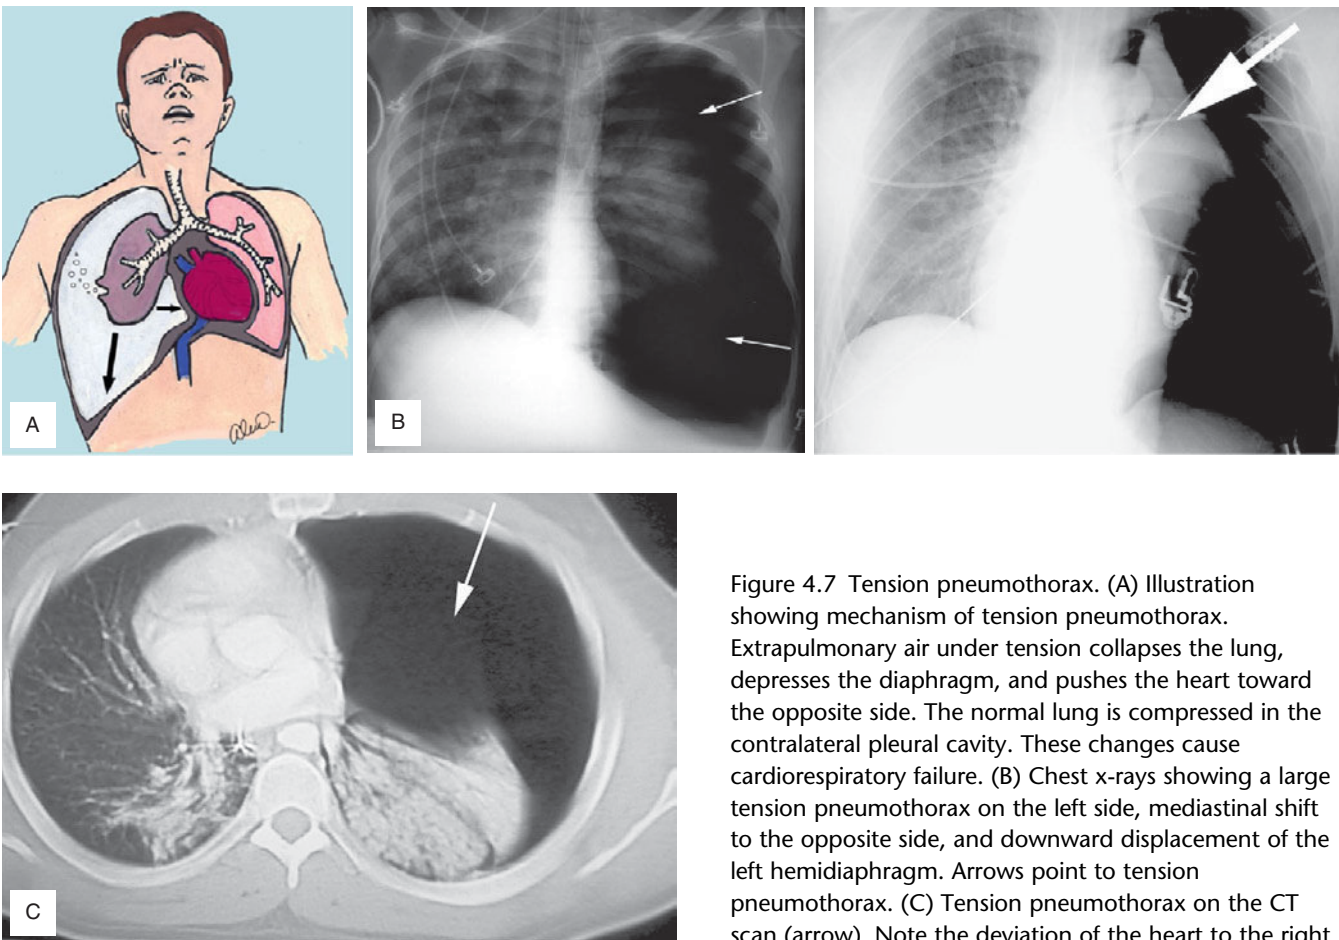 A
B
C
Figure 4.7 Tension pneumothorax. (A) Illustration
showing mechanism of tension pneumothorax.
Extrapulmonary air under tension collapses the lung,
depresses the diaphragm, and pushes the heart toward
the opposite side. The normal lung is compressed in the
contralateral pleural cavity. These changes cause
cardiorespiratory failure. (B) Chest x-rays showing a large
tension pneumothorax on the left side, mediastinal shift
to the opposite side, and downward displacement of the
left hemidiaphragm. Arrows point to tension
pneumothorax. (C) Tension pneumothorax on the CT
scan (arrow). Note the deviation of the heart to the right